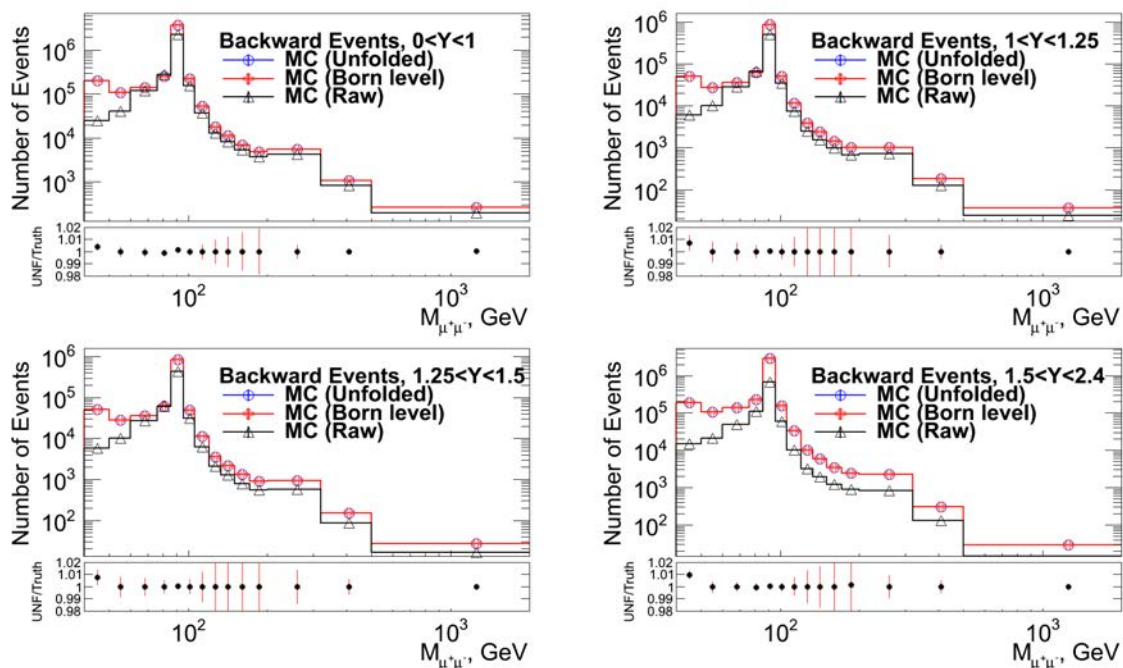 Backward Events, 0<Y<1
MC (Unfolded)
MC (Born level)
MC (Raw)
Number of Events
10^6
10^5
10^4
10^3
UNF/Truth
1.02
1.01
1
0.99
0.98
10^2
10^3
M_μ⁺μ⁻, GeV
Backward Events, 1<Y<1.25
MC (Unfolded)
MC (Born level)
MC (Raw)
Number of Events
10^6
10^5
10^4
10^3
10^2
UNF/Truth
1.02
1.01
1
0.99
0.98
10^2
10^3
M_μ⁺μ⁻, GeV
Backward Events, 1.25<Y<1.5
MC (Unfolded)
MC (Born level)
MC (Raw)
Number of Events
10^6
10^5
10^4
10^3
10^2
UNF/Truth
1.02
1.01
1
0.99
0.98
10^2
10^3
M_μ⁺μ⁻, GeV
Backward Events, 1.5<Y<2.4
MC (Unfolded)
MC (Born level)
MC (Raw)
Number of Events
10^6
10^5
10^4
10^3
10^2
UNF/Truth
1.02
1.01
1
0.99
0.98
10^2
10^3
M_μ⁺μ⁻, GeV